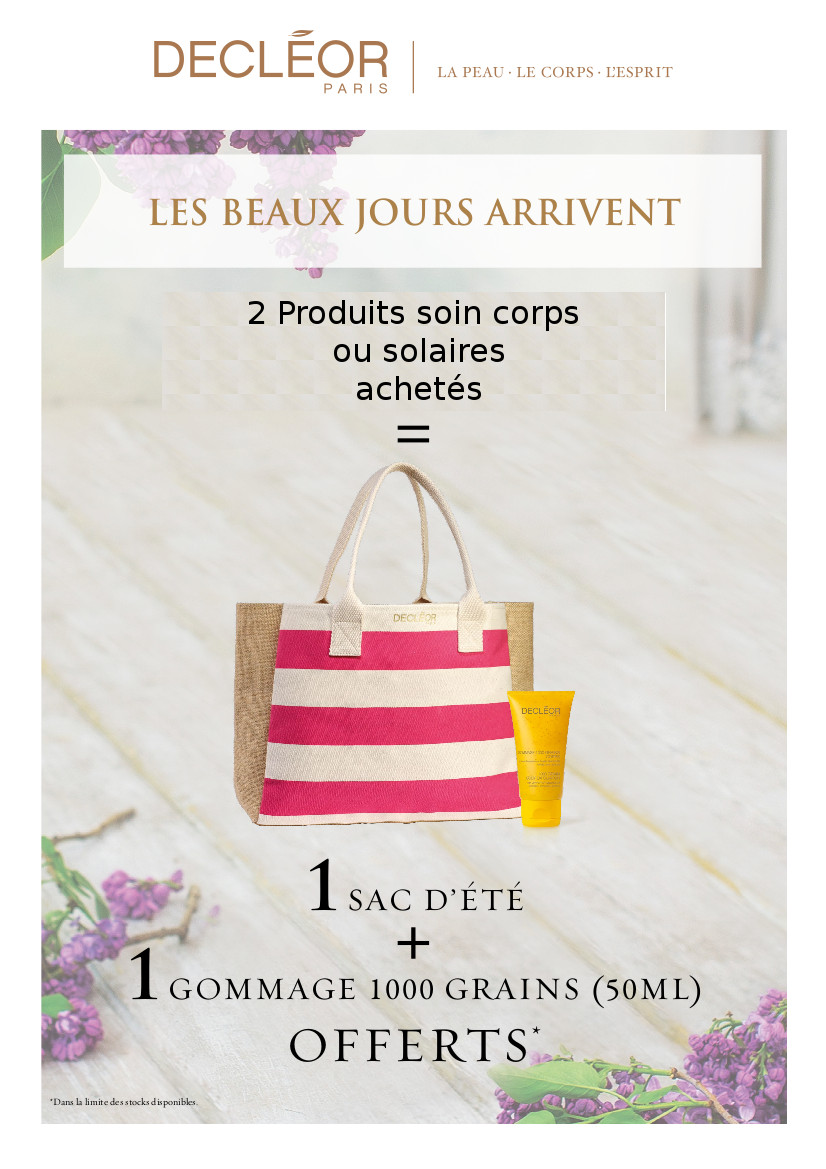 DECLÉOR
PARIS
LA PEAU · LE CORPS · L'ESPRIT
LES BEAUX JOURS ARRIVENT
2 Produits soin corps
ou solaires
achetés
=
DECLÉOR
DECLÉOR
1 SAC D'ÉTÉ
+
1 GOMMAGE 1000 GRAINS (50ML)
OFFERTS*
*Dans la limite des stocks disponibles.